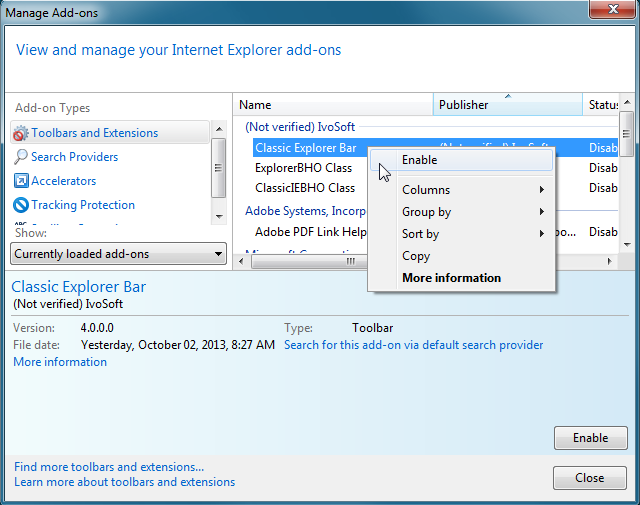 Manage Add-ons
View and manage your Internet Explorer add-ons
Add-on Types
Toolbars and Extensions
Search Providers
Accelerators
Tracking Protection
Show:
Currently loaded add-ons
Name Publisher Status
(Not verified) IvoSoft
Classic Explorer Bar (Not verified) IvoSoft Disab
ExplorerBHO Class Disab
ClassicIEBHO Class Disab
Adobe Systems, Incorp
Adobe PDF Link Help bo... Disab
Enable
Columns
Group by
Sort by
Copy
More information
Classic Explorer Bar
(Not verified) IvoSoft
Version: 4.0.0.0 Type: Toolbar
File date: Yesterday, October 02, 2013, 8:27 AM Search for this add-on via default search provider
More information
Enable
Find more toolbars and extensions...
Learn more about toolbars and extensions
Close